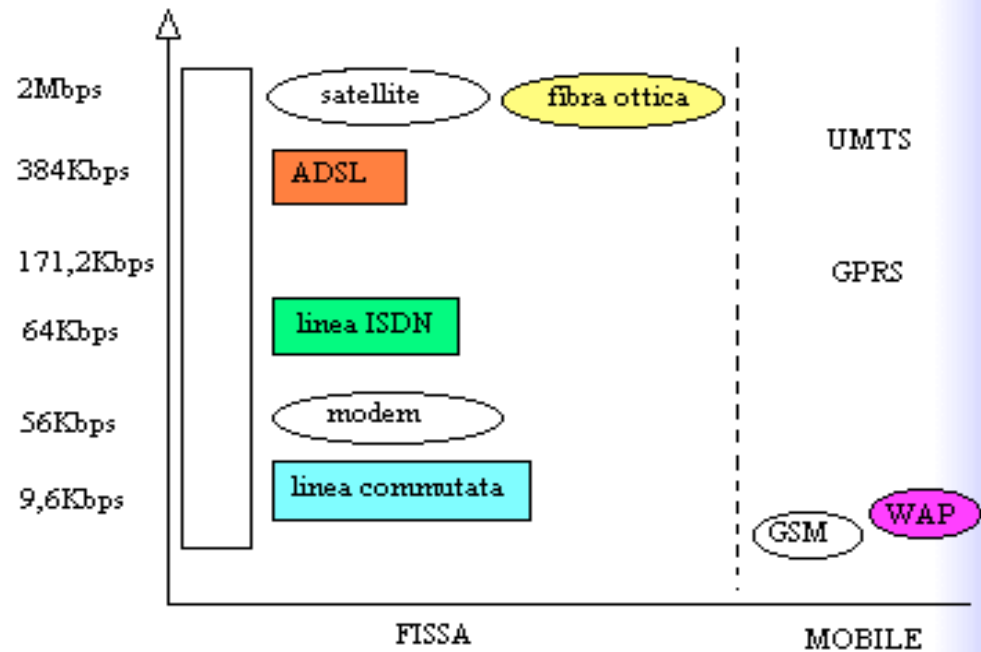 2Mbps
satellite
fibra ottica
UMTS
384Kbps
ADSL
171,2Kbps
GPRS
64Kbps
linea ISDN
56Kbps
modem
9,6Kbps
linea commutata
GSM
WAP
FISSA
MOBILE